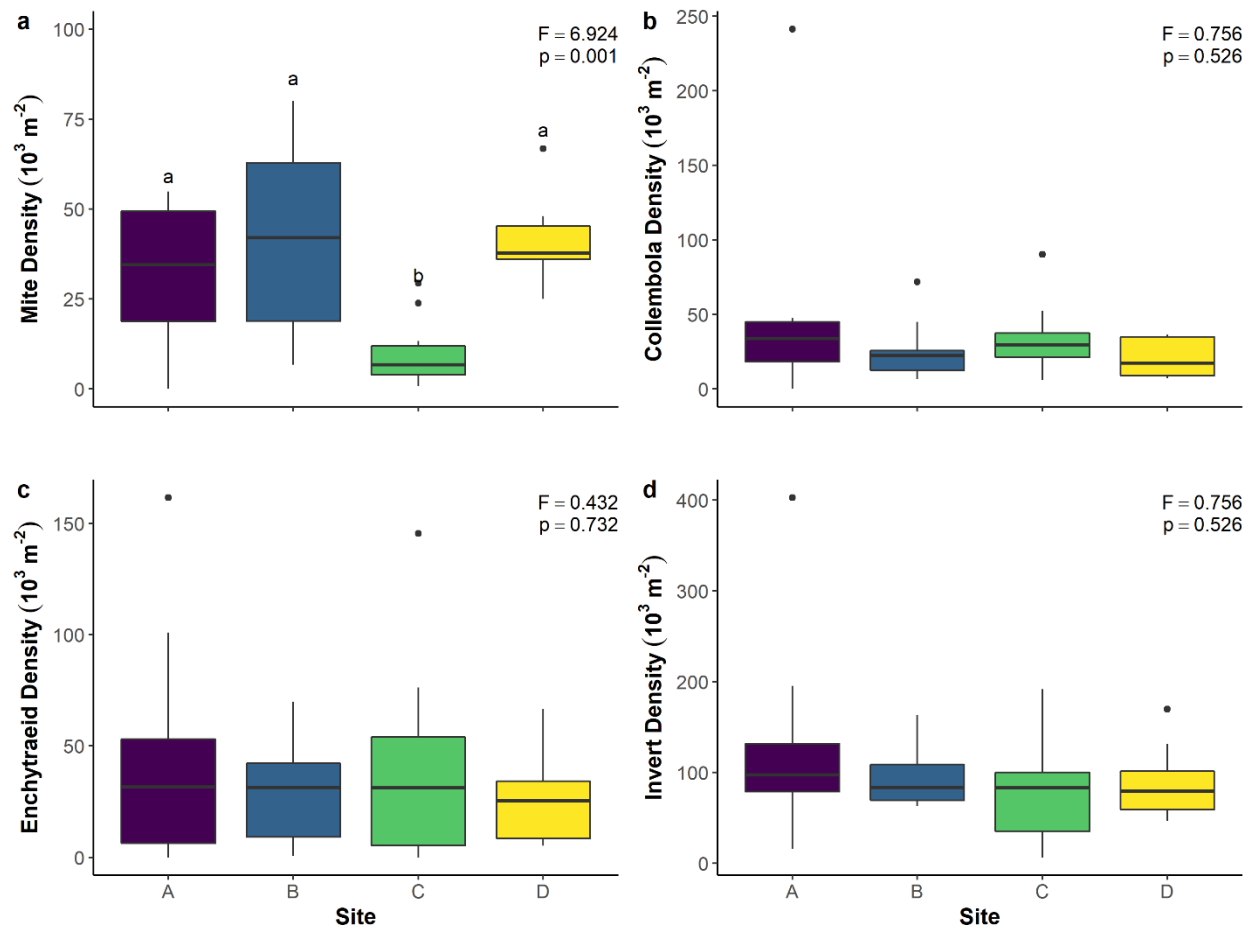 a
F = 6.924
p = 0.001
100
75
50
25
0
a
a
b
a
Mite Density (10³ m⁻²)
b
F = 0.756
p = 0.526
250
200
150
100
50
0
Collembola Density (10³ m⁻²)
c
F = 0.432
p = 0.732
150
100
50
0
Enchytraeid Density (10³ m⁻²)
A B C D
Site
d
F = 0.756
p = 0.526
400
300
200
100
0
Invert Density (10³ m⁻²)
A B C D
Site